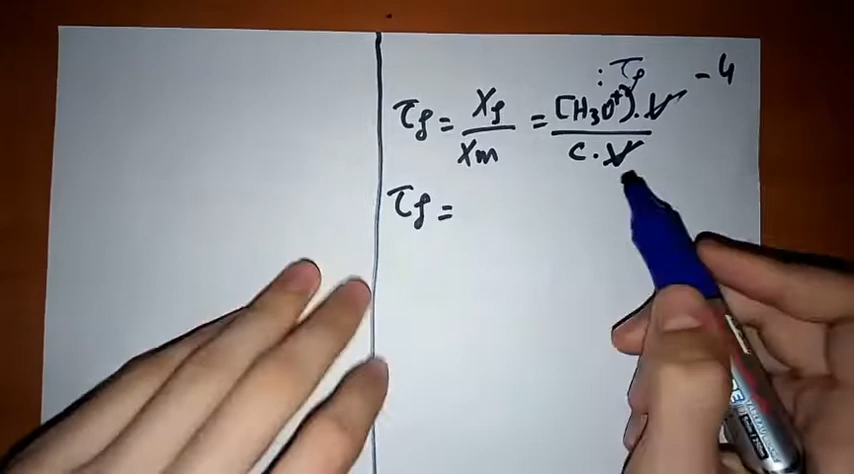 : τf - 4
τf = xf / xm = [H3O+] . V / C . V
τf =